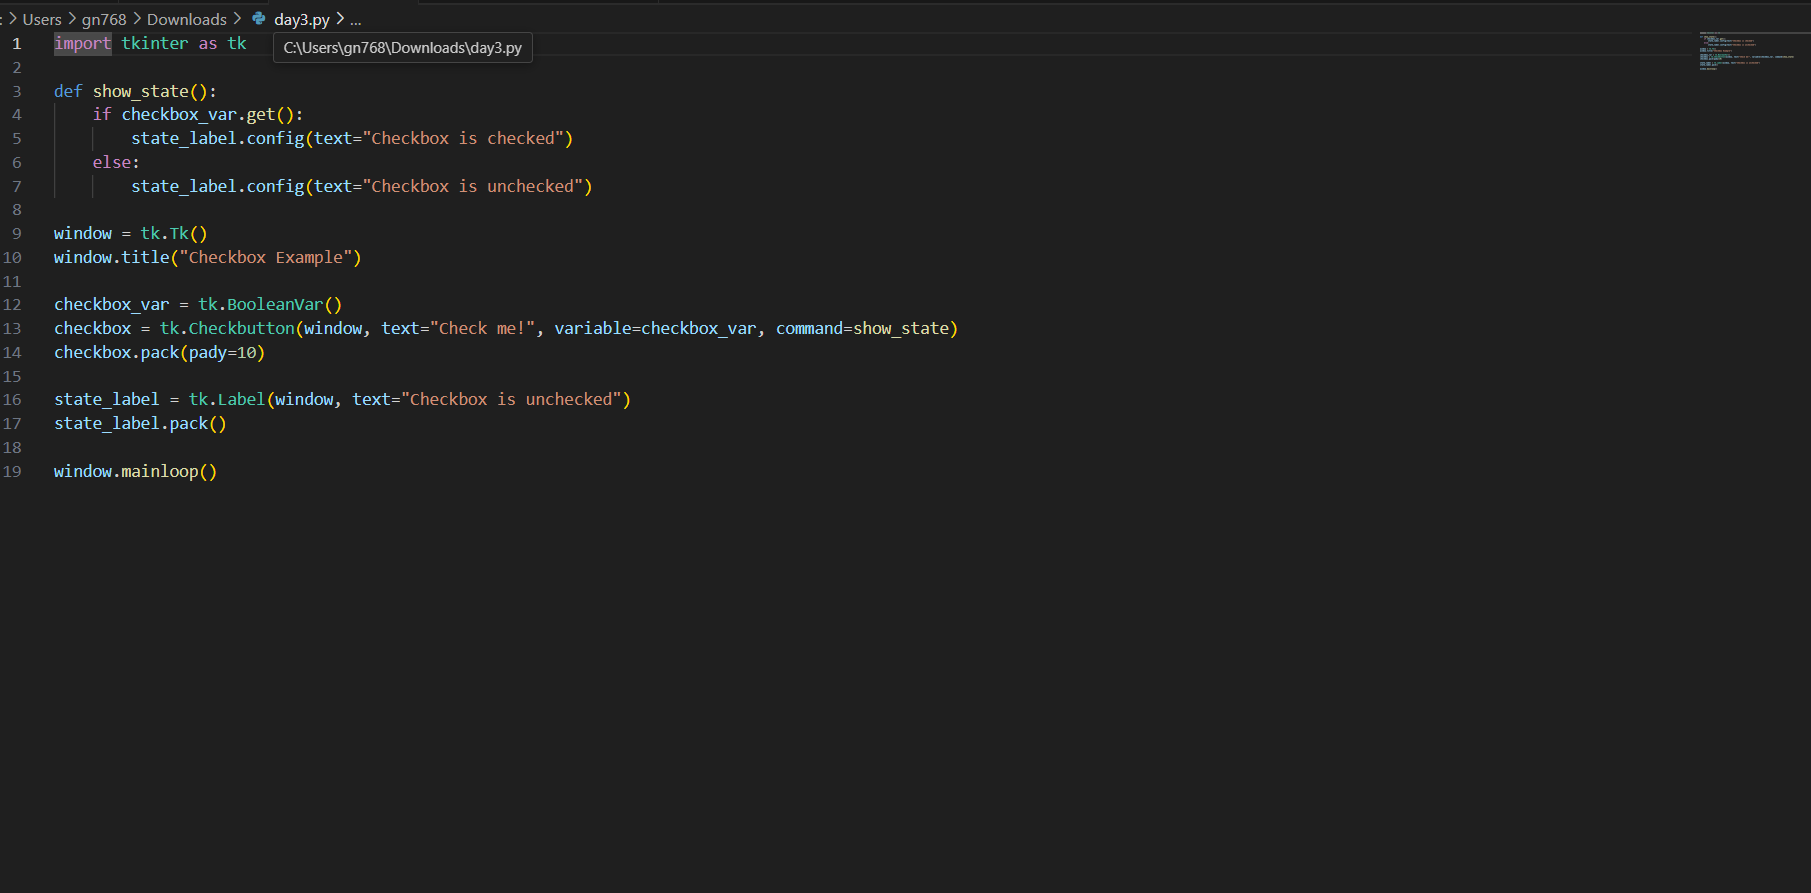 : > Users > gn768 > Downloads > day3.py > ...
C:\Users\gn768\Downloads\day3.py
1 import tkinter as tk
2
3 def show_state():
4     if checkbox_var.get():
5         state_label.config(text="Checkbox is checked")
6     else:
7         state_label.config(text="Checkbox is unchecked")
8
9 window = tk.Tk()
10 window.title("Checkbox Example")
11
12 checkbox_var = tk.BooleanVar()
13 checkbox = tk.Checkbutton(window, text="Check me!", variable=checkbox_var, command=show_state)
14 checkbox.pack(pady=10)
15
16 state_label = tk.Label(window, text="Checkbox is unchecked")
17 state_label.pack()
18
19 window.mainloop()